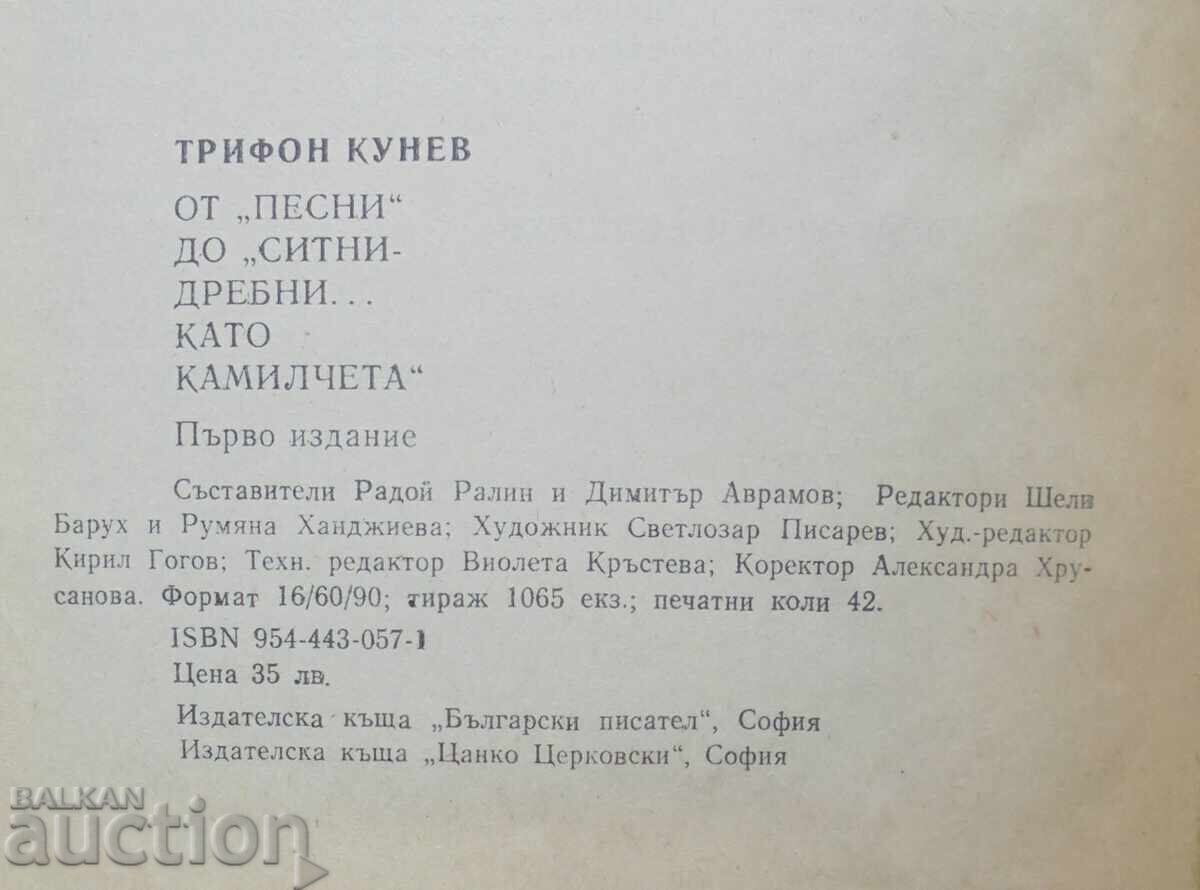 ТРИФОН КУНЕВ
ОТ „ПЕСНИ“
ДО „СИТНИ-
ДРЕБНИ...
КАТО
КАМИЛЧЕТА“
Първо издание
Съставители Радой Ралин и Димитър Аврамов; Редактори Шели
Барух и Румяна Ханджиева; Художник Светлозар Писарев; Худ.-редактор
Кирил Гогов; Техн. редактор Виолета Кръстева; Коректор Александра Хру-
санова. Формат 16/60/90; тираж 1065 екз.; печатни коли 42.
ISBN 954-443-057-1
Цена 35 лв.
Издателска къща „Български писател“, София
Издателска къща „Цанко Церковски“, София
BALKAN
auction